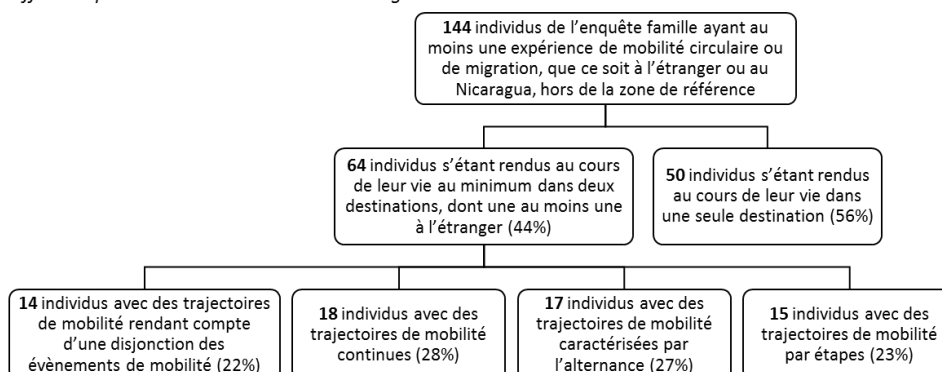 144 individus de l'enquête famille ayant au
moins une expérience de mobilité circulaire ou
de migration, que ce soit à l'étranger ou au
Nicaragua, hors de la zone de référence
64 individus s'étant rendus au cours
de leur vie au minimum dans deux
destinations, dont une au moins une
à l'étranger (44%)
50 individus s'étant rendus
au cours de leur vie dans
une seule destination (56%)
14 individus avec des trajectoires
de mobilité rendant compte
d'une disjonction des
évènements de mobilité (22%)
18 individus avec des
trajectoires de mobilité
continues (28%)
17 individus avec des
trajectoires de mobilité
caractérisées par
l'alternance (27%)
15 individus avec des
trajectoires de mobilité
par étapes (23%)